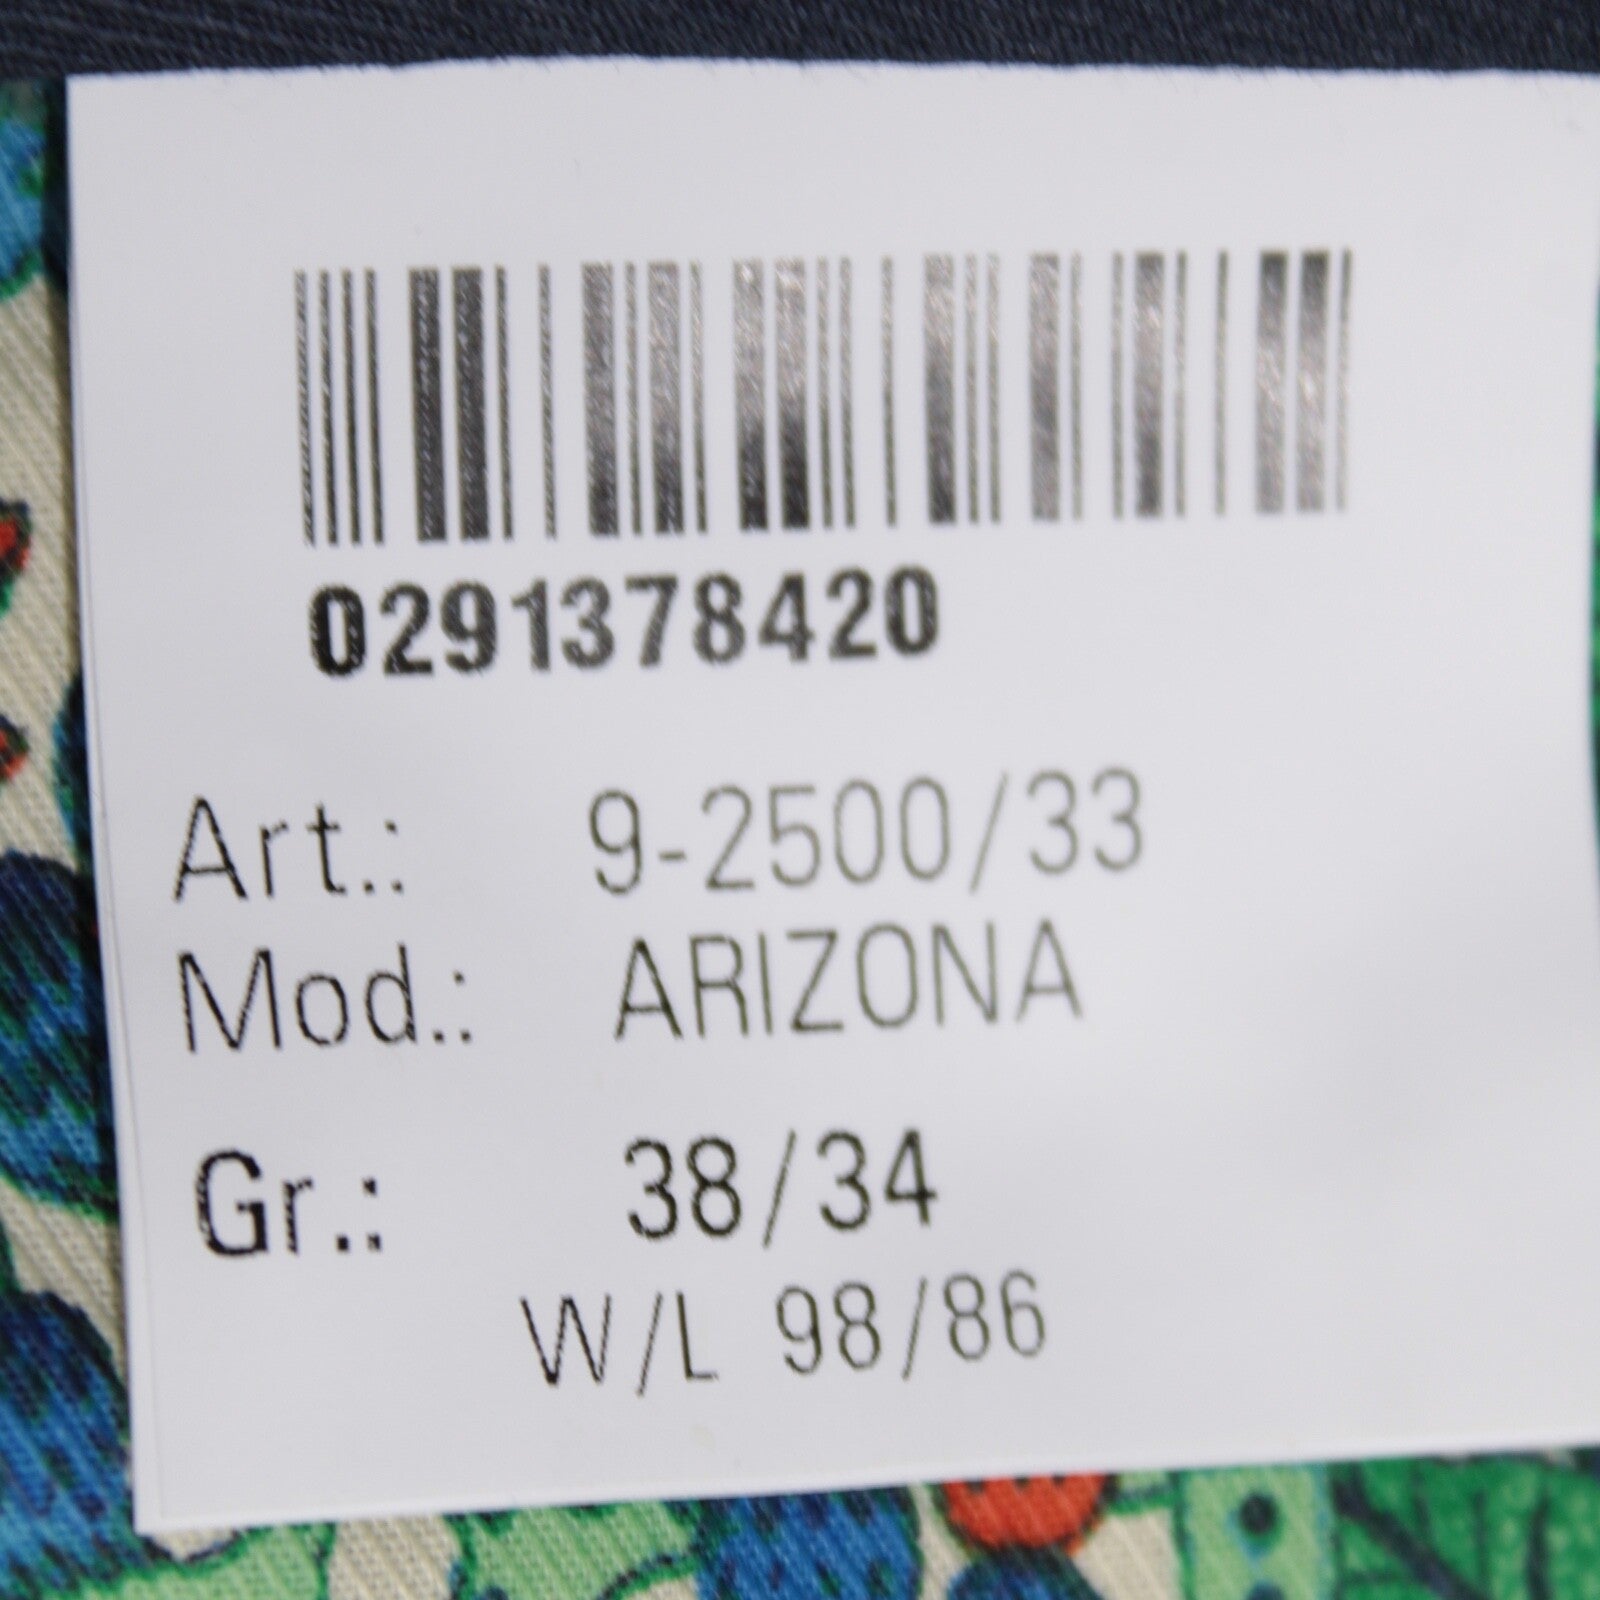 0291378420
Art.: 9-2500/33
Mod.: ARIZONA
Gr.: 38/34
W/L 98/86